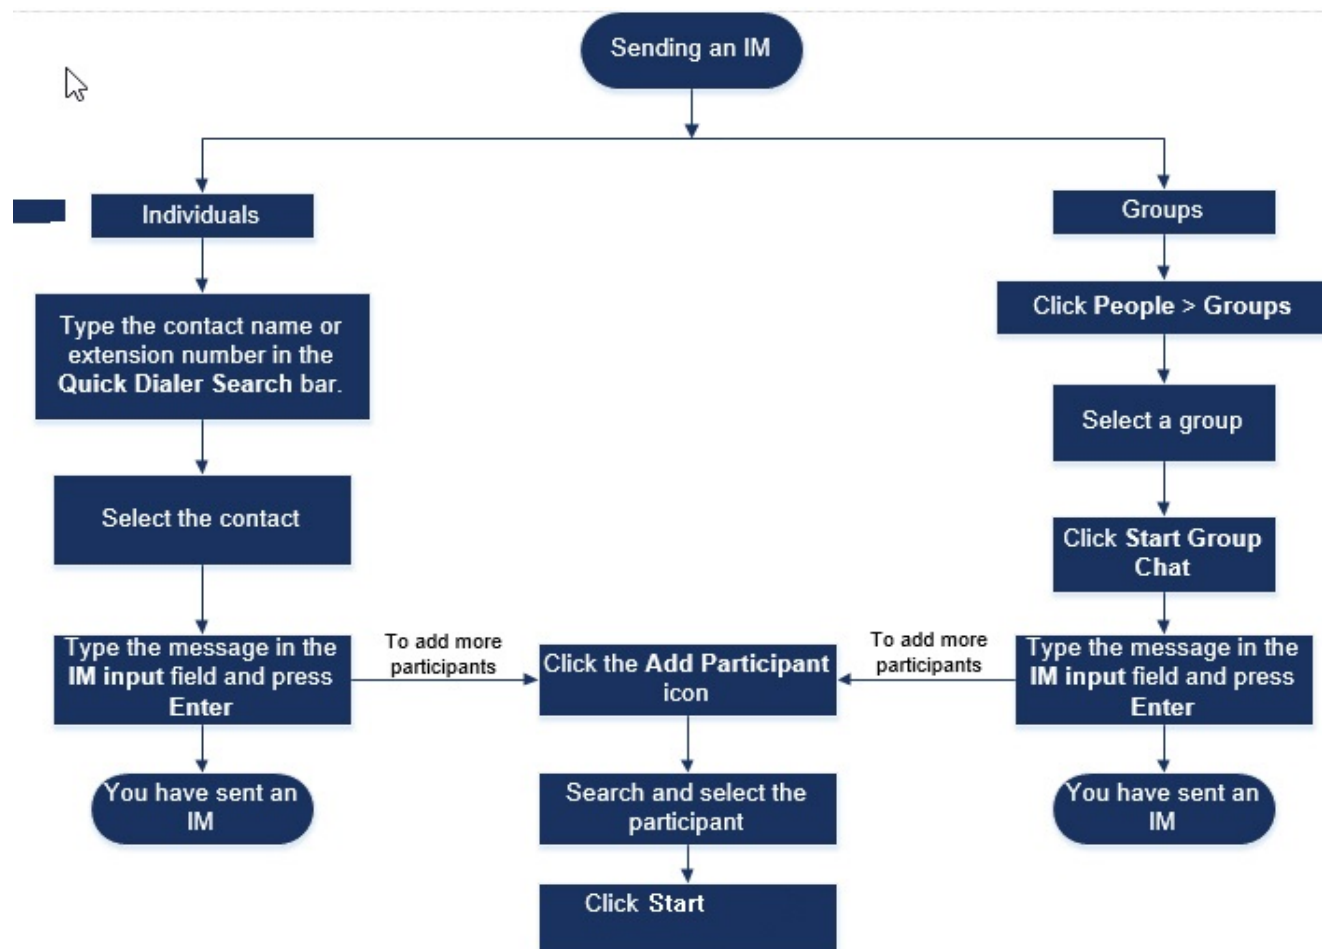 Sending an IM
Individuals
Type the contact name or
extension number in the
Quick Dialer Search bar.
Select the contact
Type the message in the
IM input field and press
Enter
You have sent an
IM
To add more
participants
Click the Add Participant
icon
Search and select the
participant
Click Start
To add more
participants
Groups
Click People > Groups
Select a group
Click Start Group
Chat
Type the message in the
IM input field and press
Enter
You have sent an
IM